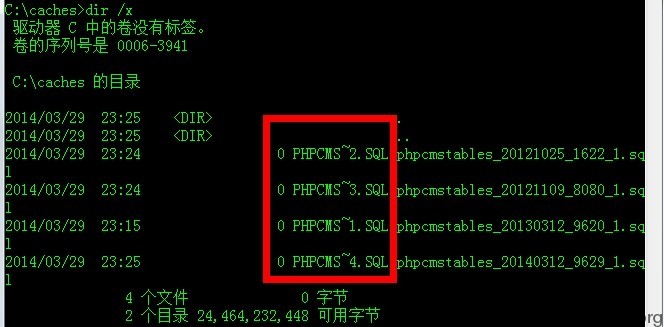 C:\caches>dir /x
驱动器 C 中的卷没有标签。
卷的序列号是 0006-3941
C:\caches 的目录
2014/03/29 23:25 <DIR> .
2014/03/29 23:25 <DIR> ..
2014/03/29 23:24 0 PHPCMS~2.SQL phpcmstables_20121025_1622_1.sq
l
2014/03/29 23:24 0 PHPCMS~3.SQL phpcmstables_20121109_8080_1.sq
l
2014/03/29 23:15 0 PHPCMS~1.SQL phpcmstables_20130312_9620_1.sq
l
2014/03/29 23:25 0 PHPCMS~4.SQL phpcmstables_20140312_9629_1.sq
l
4 个文件 0 字节
2 个目录 24,464,232,448 可用字节
org